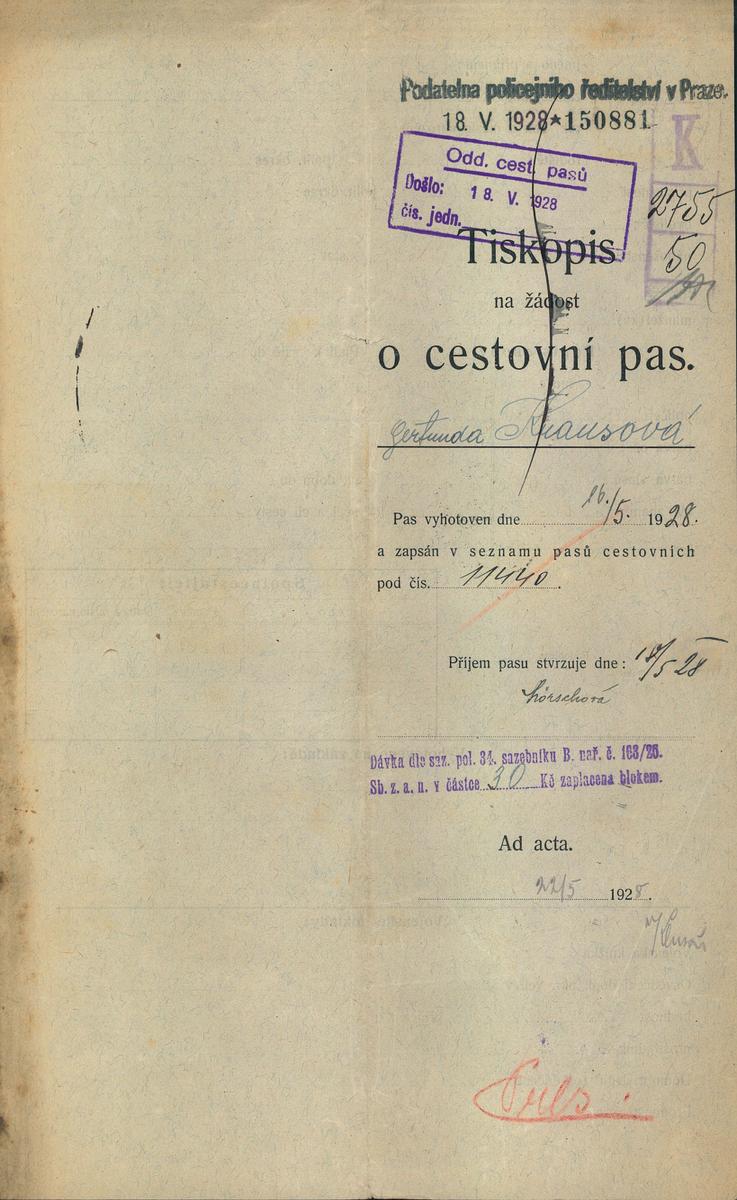 Podatelna policejního ředitelství v Praze.
18. V. 1928*150881
K
Odd. cest. pasů
Došlo: 18. V. 1928
čís. jedn.
2755
50
Tiskopis
na žádost
o cestovní pas.
Gertruda Krausová
Pas vyhotoven dne 16./5. 1928.
a zapsán v seznamu pasů cestovních
pod čís. 11440.
Příjem pasu stvrzuje dne: 18/5 28
Dávka dle saz. pol. 34. sazebníku B. nař. č. 163/26.
Sb. z. a. n. v částce 30 Kč zaplacena blokem.
Ad acta.
22/5 1928.